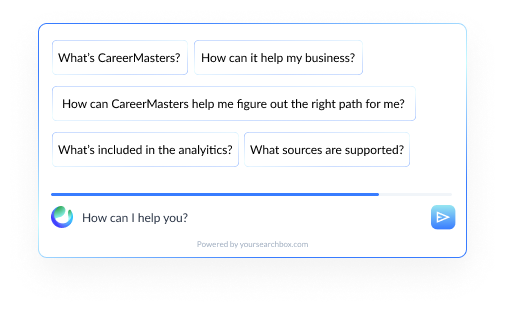 What's CareerMasters? How can it help my business?
How can CareerMasters help me figure out the right path for me?
What's included in the analyitics? What sources are supported?
How can I help you?
Powered by yoursearchbox.com